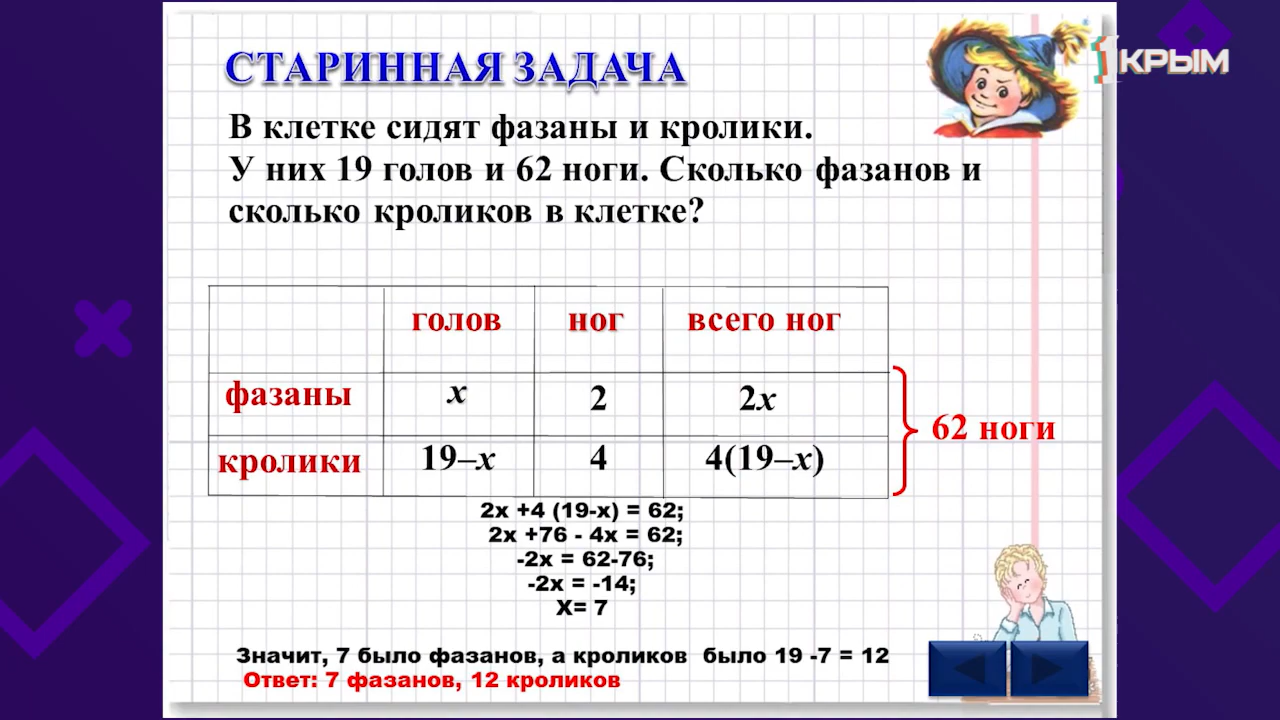 СТАРИННАЯ ЗАДАЧА
1 КРЫМ
В клетке сидят фазаны и кролики.
У них 19 голов и 62 ноги. Сколько фазанов и
сколько кроликов в клетке?
голов ног всего ног
фазаны x 2 2x
кролики 19–x 4 4(19–x)
62 ноги
2x +4 (19-x) = 62;
2x +76 - 4x = 62;
-2x = 62-76;
-2x = -14;
X= 7
Значит, 7 было фазанов, а кроликов было 19 -7 = 12
Ответ: 7 фазанов, 12 кроликов